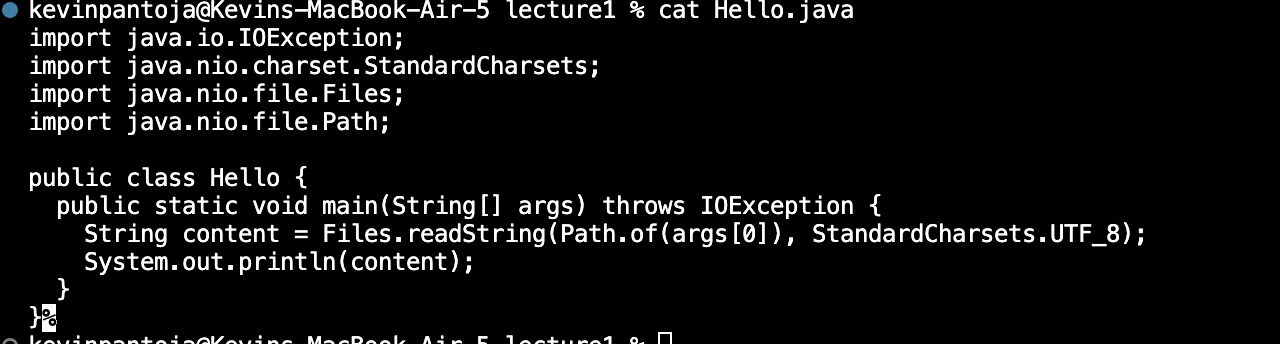 kevinpantoja@Kevins-MacBook-Air-5 lecture1 % cat Hello.java
import java.io.IOException;
import java.nio.charset.StandardCharsets;
import java.nio.file.Files;
import java.nio.file.Path;

public class Hello {
  public static void main(String[] args) throws IOException {
    String content = Files.readString(Path.of(args[0]), StandardCharsets.UTF_8);
    System.out.println(content);
  }
}%
kevinpantoja@Kevins-MacBook-Air-5 lecture1 %